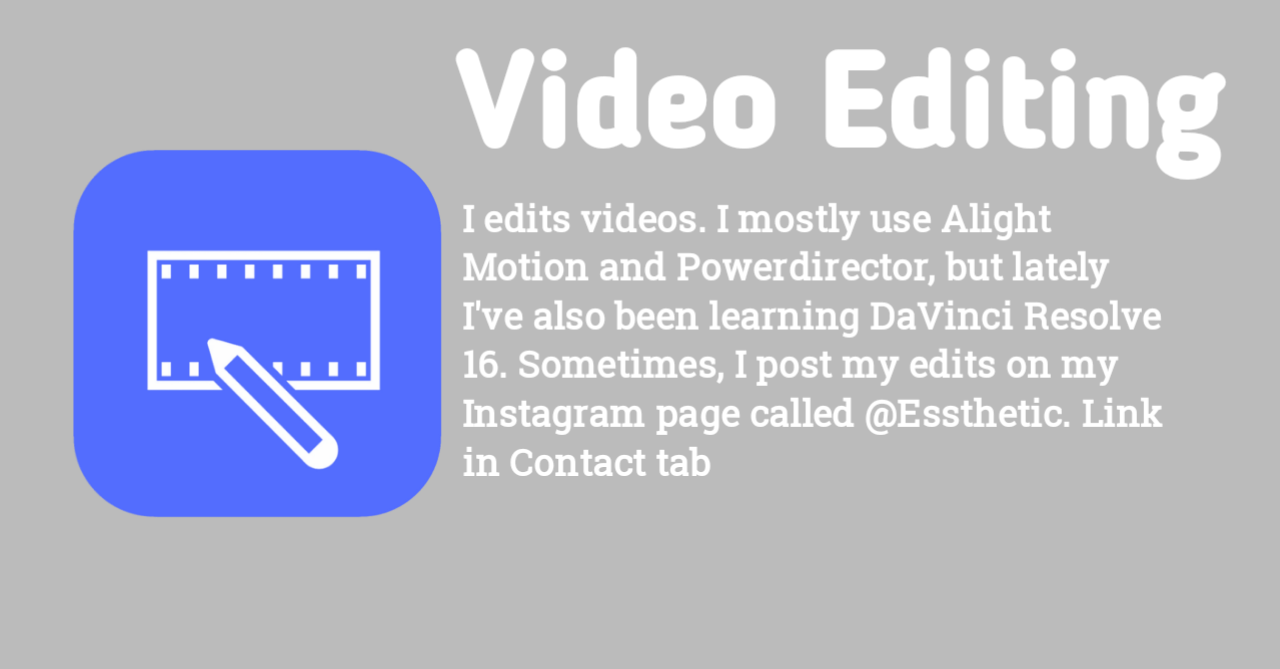 Video Editing
I edits videos. I mostly use Alight
Motion and Powerdirector, but lately
I've also been learning DaVinci Resolve
16. Sometimes, I post my edits on my
Instagram page called @Essthetic. Link
in Contact tab